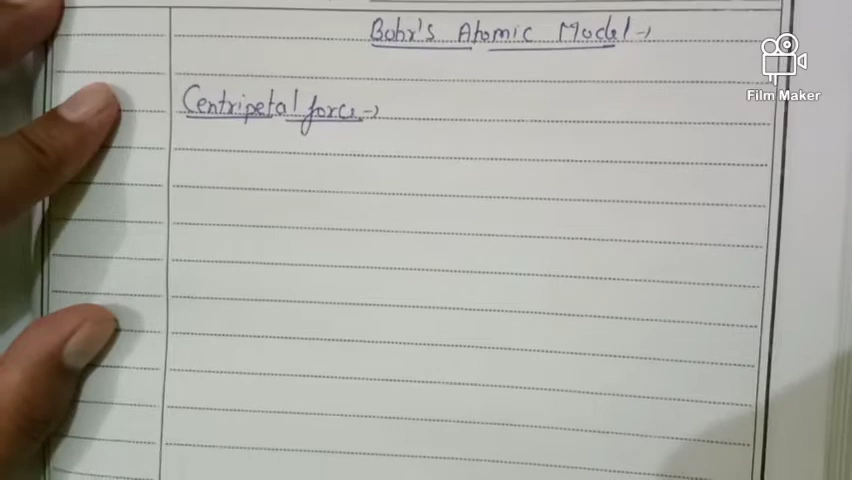 Bohr's Atomic Model →
Film Maker
Centripetal force →